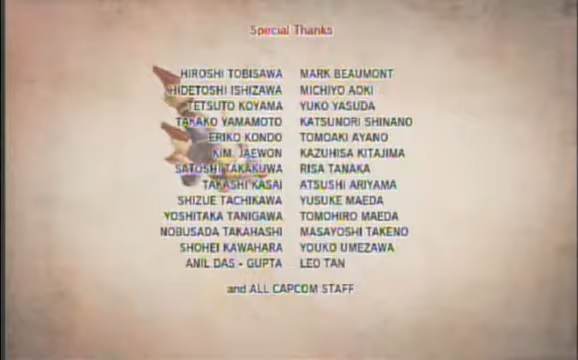 Special Thanks
HIROSHI TOBISAWA MARK BEAUMONT
HIDETOSHI ISHIZAWA MICHIYO AOKI
TETSUTO KOYAMA YUKO YASUDA
TAKAKO YAMAMOTO KATSUNORI SHINANO
ERIKO KONDO TOMOAKI AYANO
KIM, JAEWON KAZUHISA KITAJIMA
SATOSHI TAKAKUWA RISA TANAKA
TAKASHI KASAI ATSUSHI ARIYAMA
SHIZUE TACHIKAWA YUSUKE MAEDA
YOSHITAKA TANIGAWA TOMOHIRO MAEDA
NOBUSADA TAKAHASHI MASAYOSHI TAKENO
SHOHEI KAWAHARA YOUKO UMEZAWA
ANIL DAS - GUPTA LEO TAN
and ALL CAPCOM STAFF